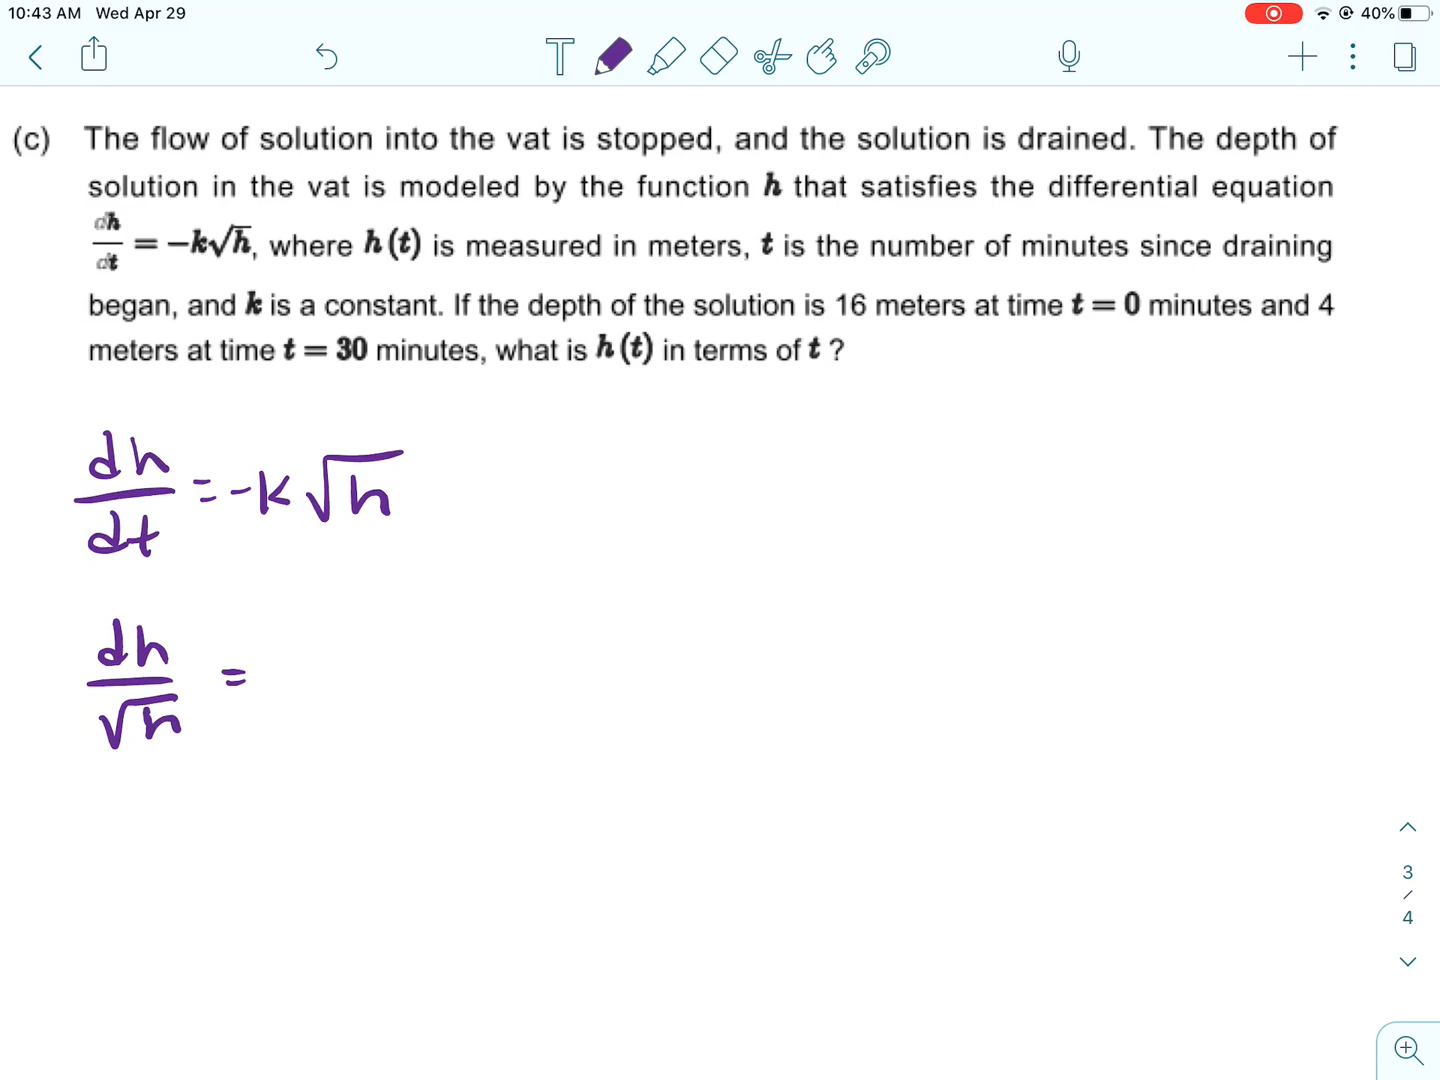 10:43 AM Wed Apr 29 40%
T
(c) The flow of solution into the vat is stopped, and the solution is drained. The depth of
solution in the vat is modeled by the function h that satisfies the differential equation
dh/dt = −k√h, where h(t) is measured in meters, t is the number of minutes since draining
began, and k is a constant. If the depth of the solution is 16 meters at time t = 0 minutes and 4
meters at time t = 30 minutes, what is h(t) in terms of t ?
dh/dt = -k√h
dh/√h =
3
/
4